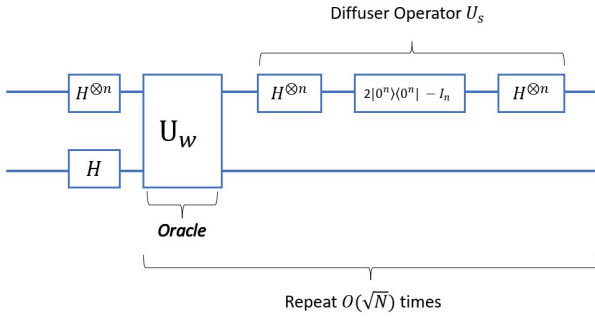 Diffuser Operator U_s
H^{⊗n} H^{⊗n} 2|0^n⟩⟨0^n| − I_n H^{⊗n}
U_w
H
Oracle
Repeat O(√N) times